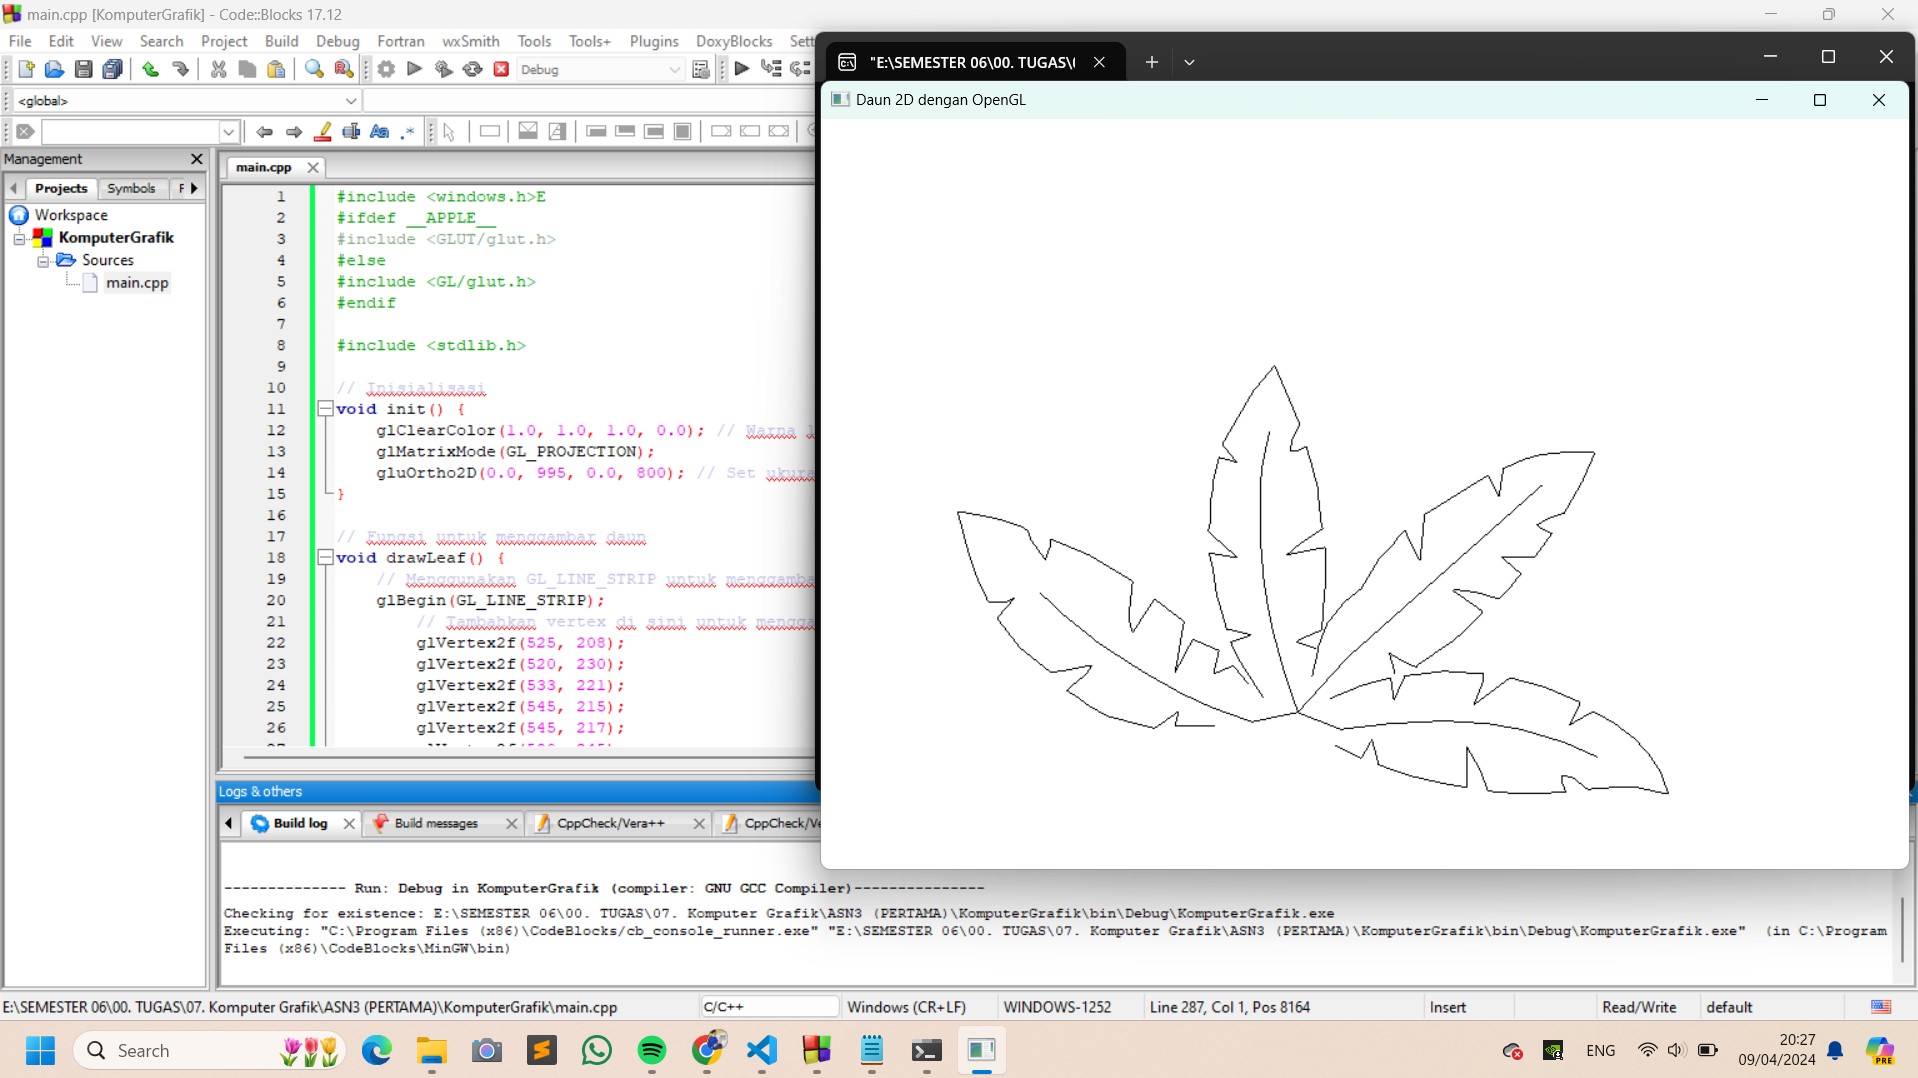 main.cpp [KomputerGrafik] - Code::Blocks 17.12
File Edit View Search Project Build Debug Fortran wxSmith Tools Tools+ Plugins DoxyBlocks Sett
Debug
<global>
Management
Projects Symbols F
Workspace
KomputerGrafik
Sources
main.cpp
main.cpp
1 #include <windows.h>E
2 #ifdef __APPLE__
3 #include <GLUT/glut.h>
4 #else
5 #include <GL/glut.h>
6 #endif
7
8 #include <stdlib.h>
9
10 // Inisialisasi
11 void init() {
12 glClearColor(1.0, 1.0, 1.0, 0.0); // Warna
13 glMatrixMode(GL_PROJECTION);
14 gluOrtho2D(0.0, 995, 0.0, 800); // Set ukura
15 }
16
17 // Fungsi untuk menggambar daun
18 void drawLeaf() {
19 // Menggunakan GL_LINE_STRIP untuk menggamba
20 glBegin(GL_LINE_STRIP);
21 // Tambahkan vertex di sini untuk mengga
22 glVertex2f(525, 208);
23 glVertex2f(520, 230);
24 glVertex2f(533, 221);
25 glVertex2f(545, 215);
26 glVertex2f(545, 217);
"E:\SEMESTER 06\00. TUGAS\(
Daun 2D dengan OpenGL
Logs & others
Build log Build messages CppCheck/Vera++ CppCheck/Ve
-------------- Run: Debug in KomputerGrafik (compiler: GNU GCC Compiler)---------------
Checking for existence: E:\SEMESTER 06\00. TUGAS\07. Komputer Grafik\ASN3 (PERTAMA)\KomputerGrafik\bin\Debug\KomputerGrafik.exe
Executing: "C:\Program Files (x86)\CodeBlocks/cb_console_runner.exe" "E:\SEMESTER 06\00. TUGAS\07. Komputer Grafik\ASN3 (PERTAMA)\KomputerGrafik\bin\Debug\KomputerGrafik.exe" (in C:\Program
Files (x86)\CodeBlocks\MinGW\bin)
E:\SEMESTER 06\00. TUGAS\07. Komputer Grafik\ASN3 (PERTAMA)\KomputerGrafik\main.cpp C/C++ Windows (CR+LF) WINDOWS-1252 Line 287, Col 1, Pos 8164 Insert Read/Write default
Search
ENG
20:27
09/04/2024
PRE